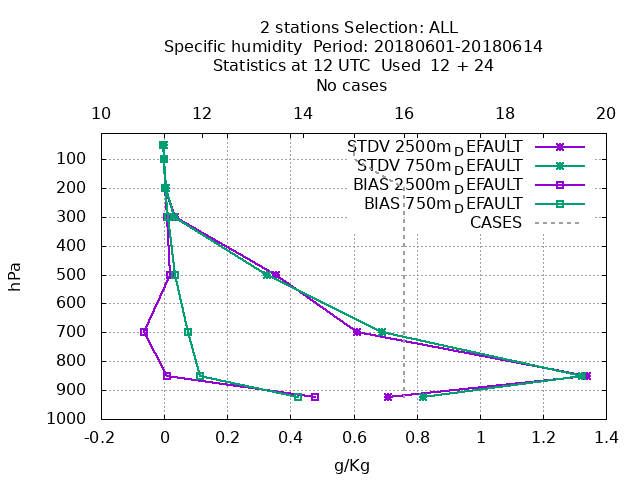 2 stations Selection: ALL
Specific humidity  Period: 20180601-20180614
Statistics at 12 UTC  Used  12 + 24
No cases
10 12 14 16 18 20
STDV 2500m_DEFAULT
STDV 750m_DEFAULT
BIAS 2500m_DEFAULT
BIAS 750m_DEFAULT
CASES
hPa
100
200
300
400
500
600
700
800
900
1000
-0.2 0 0.2 0.4 0.6 0.8 1 1.2 1.4
g/Kg